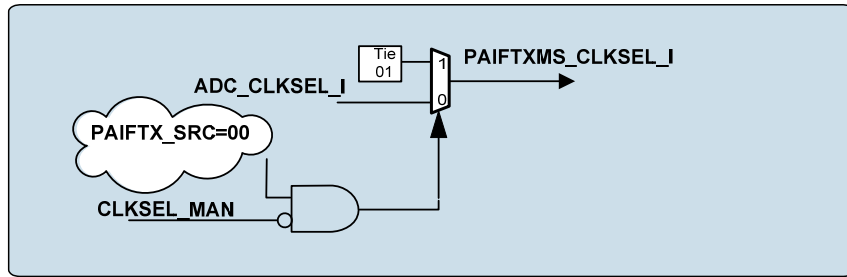 Tie
01
1
PAIFTXMS_CLKSEL_I
ADC_CLKSEL_I
0
PAIFTX_SRC=00
CLKSEL_MAN